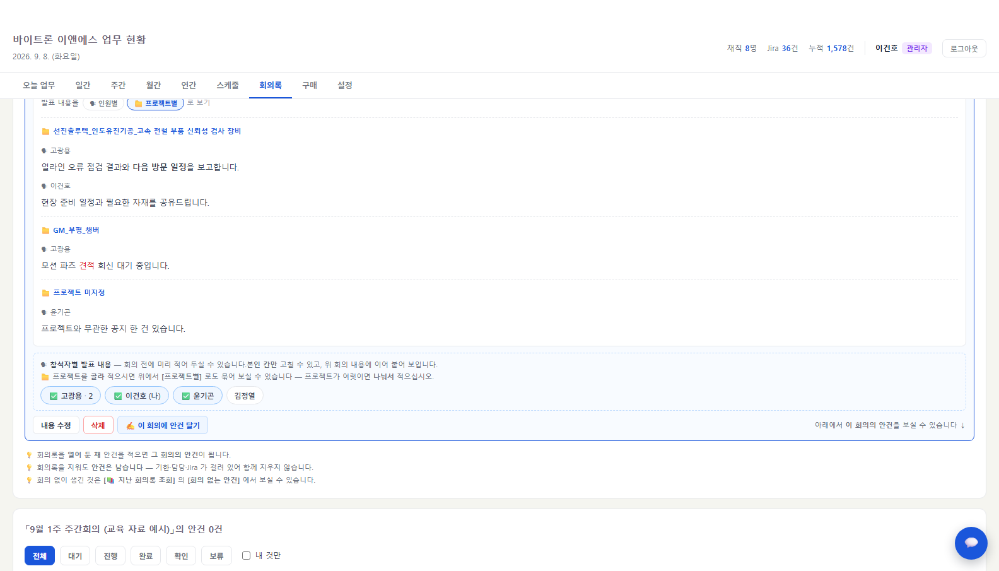 바이트론 이앤에스 업무 현황
2026. 9. 8. (화요일)
재직 8명 Jira 36건 누적 1,578건 이건호 관리자 로그아웃
오늘 업무 일간 주간 월간 연간 스케줄 회의록 구매 설정
발표 내용을 인원별 프로젝트별 로 보기
선진솔루텍_인도유진기공_고속 전철 부품 신뢰성 검사 장비
고광용
얼라인 오류 점검 결과와 다음 방문 일정을 보고합니다.
이건호
현장 준비 일정과 필요한 자재를 공유드립니다.
GM_부평_챔버
고광용
모션 파츠 견적 회신 대기 중입니다.
프로젝트 미지정
윤기곤
프로젝트와 무관한 공지 한 건 있습니다.
참석자별 발표 내용 — 회의 전에 미리 적어 두실 수 있습니다.본인 칸만 고칠 수 있고, 위 회의 내용에 이어 붙어 보입니다.
프로젝트를 골라 적으시면 위에서 [프로젝트별] 로도 묶어 보실 수 있습니다 — 프로젝트가 여럿이면 나눠서 적으십시오.
✅ 고광용 · 2 ✅ 이건호 (나) ✅ 윤기곤 김정열
내용 수정 삭제 ✍ 이 회의에 안건 달기 아래에서 이 회의의 안건을 보실 수 있습니다 ↓
💡 회의록을 열어 둔 채 안건을 적으면 그 회의의 안건이 됩니다.
💡 회의록을 지워도 안건은 남습니다 — 기한·담당·Jira 가 걸려 있어 함께 지우지 않습니다.
💡 회의 없이 생긴 것은 [📚 지난 회의록 조회] 의 [회의 없는 안건] 에서 보실 수 있습니다.
「9월 1주 주간회의 (교육 자료 예시)」의 안건 0건
전체 대기 진행 완료 확인 보류 내 것만